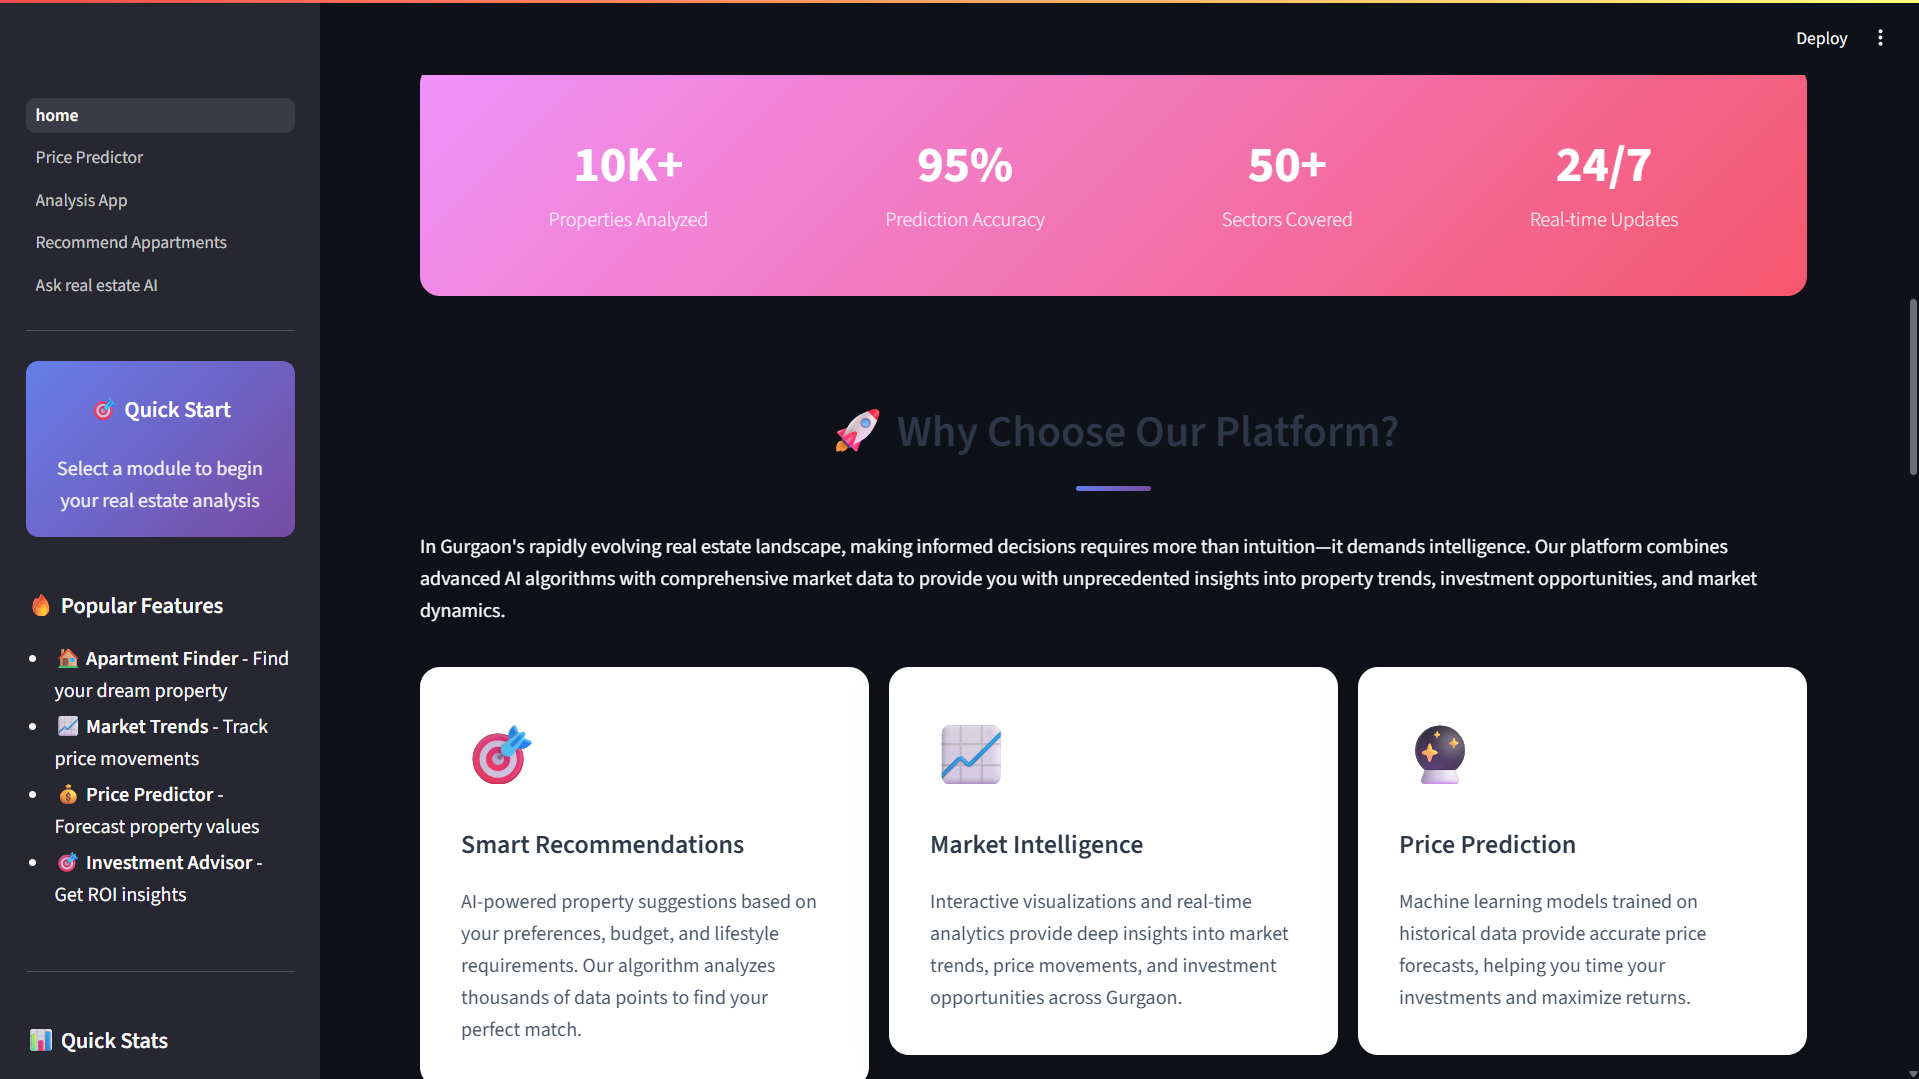 Deploy
home
Price Predictor
Analysis App
Recommend Appartments
Ask real estate AI
Quick Start
Select a module to begin
your real estate analysis
Popular Features
Apartment Finder - Find
your dream property
Market Trends - Track
price movements
Price Predictor -
Forecast property values
Investment Advisor -
Get ROI insights
Quick Stats
10K+
Properties Analyzed
95%
Prediction Accuracy
50+
Sectors Covered
24/7
Real-time Updates
Why Choose Our Platform?
In Gurgaon's rapidly evolving real estate landscape, making informed decisions requires more than intuition—it demands intelligence. Our platform combines
advanced AI algorithms with comprehensive market data to provide you with unprecedented insights into property trends, investment opportunities, and market
dynamics.
Smart Recommendations
AI-powered property suggestions based on
your preferences, budget, and lifestyle
requirements. Our algorithm analyzes
thousands of data points to find your
perfect match.
Market Intelligence
Interactive visualizations and real-time
analytics provide deep insights into market
trends, price movements, and investment
opportunities across Gurgaon.
Price Prediction
Machine learning models trained on
historical data provide accurate price
forecasts, helping you time your
investments and maximize returns.